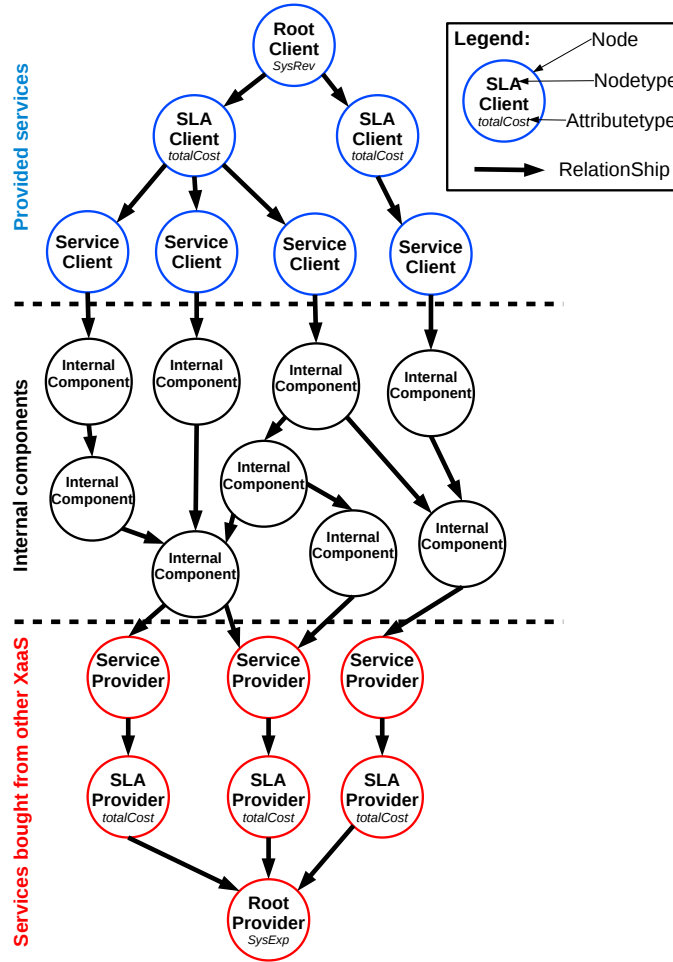 Root
Client
SysRev
Legend:
Node
SLA
Client
totalCost
Nodetype
Attributetype
RelationShip
Provided services
SLA
Client
totalCost
SLA
Client
totalCost
Service
Client
Service
Client
Service
Client
Service
Client
Internal components
Internal
Component
Internal
Component
Internal
Component
Internal
Component
Internal
Component
Internal
Component
Internal
Component
Internal
Component
Internal
Component
Services bought from other XaaS
Service
Provider
Service
Provider
Service
Provider
SLA
Provider
totalCost
SLA
Provider
totalCost
SLA
Provider
totalCost
Root
Provider
SysExp